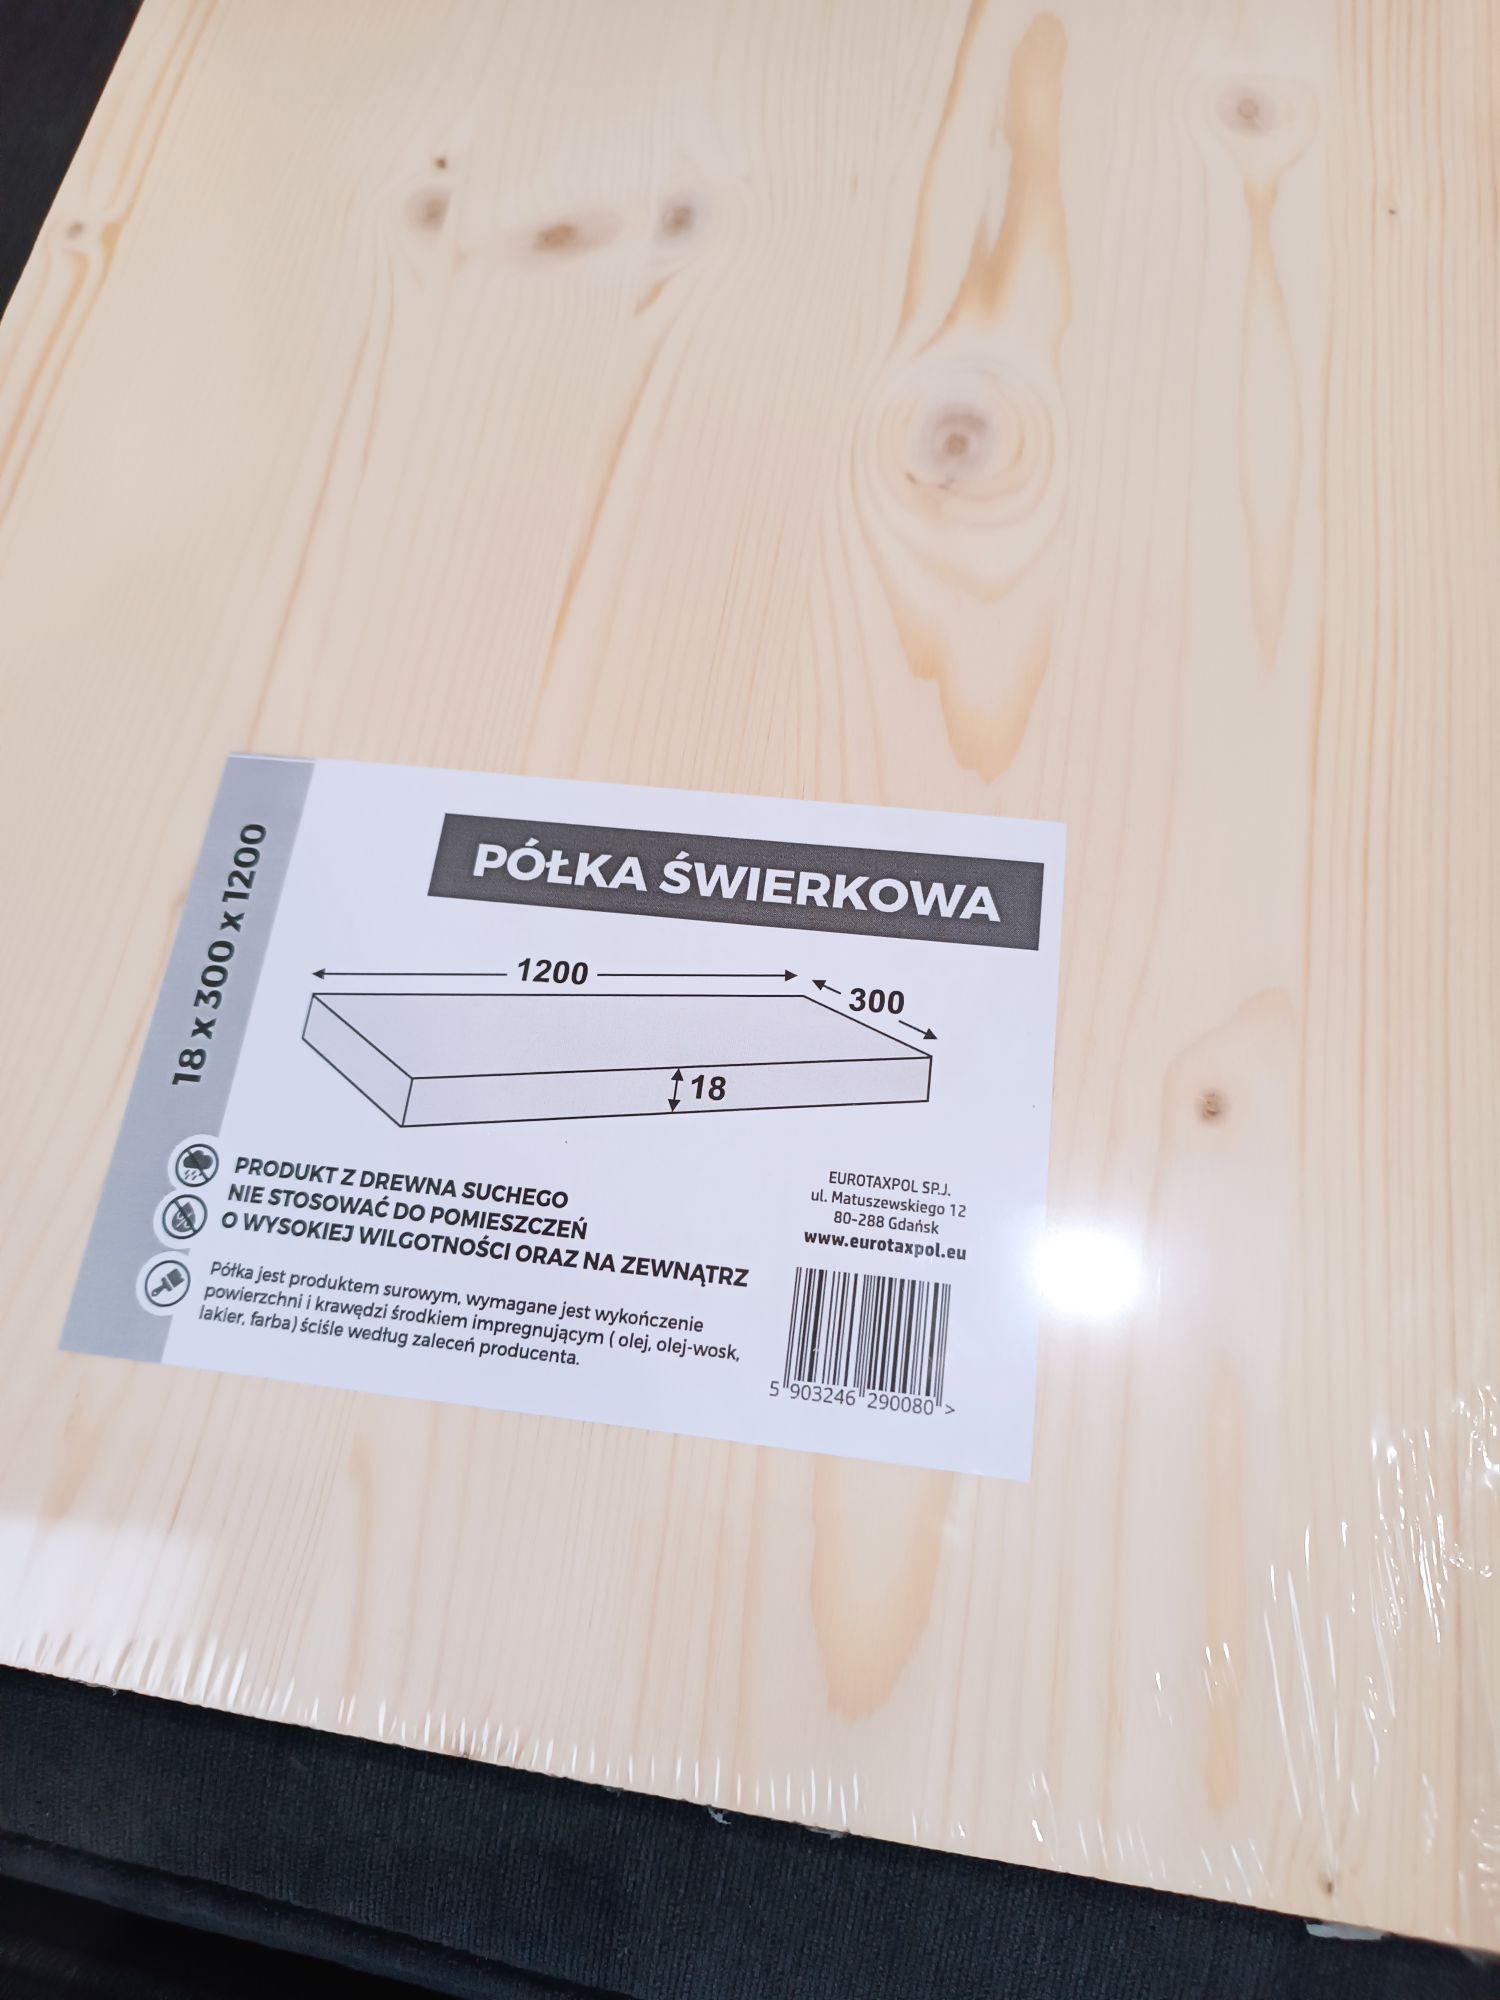 PÓŁKA ŚWIERKOWA
18 x 300 x 1200
1200
300
18
PRODUKT Z DREWNA SUCHEGO
NIE STOSOWAĆ DO POMIESZCZEŃ
O WYSOKIEJ WILGOTNOŚCI ORAZ NA ZEWNĄTRZ
Półka jest produktem surowym, wymagane jest wykończenie
powierzchni i krawędzi środkiem impregnującym ( olej, olej-wosk,
lakier, farba) ściśle według zaleceń producenta.
EUROTAXPOL SP.J.
ul. Matuszewskiego 12
80-288 Gdańsk
www.eurotaxpol.eu
5 903246 290080 >